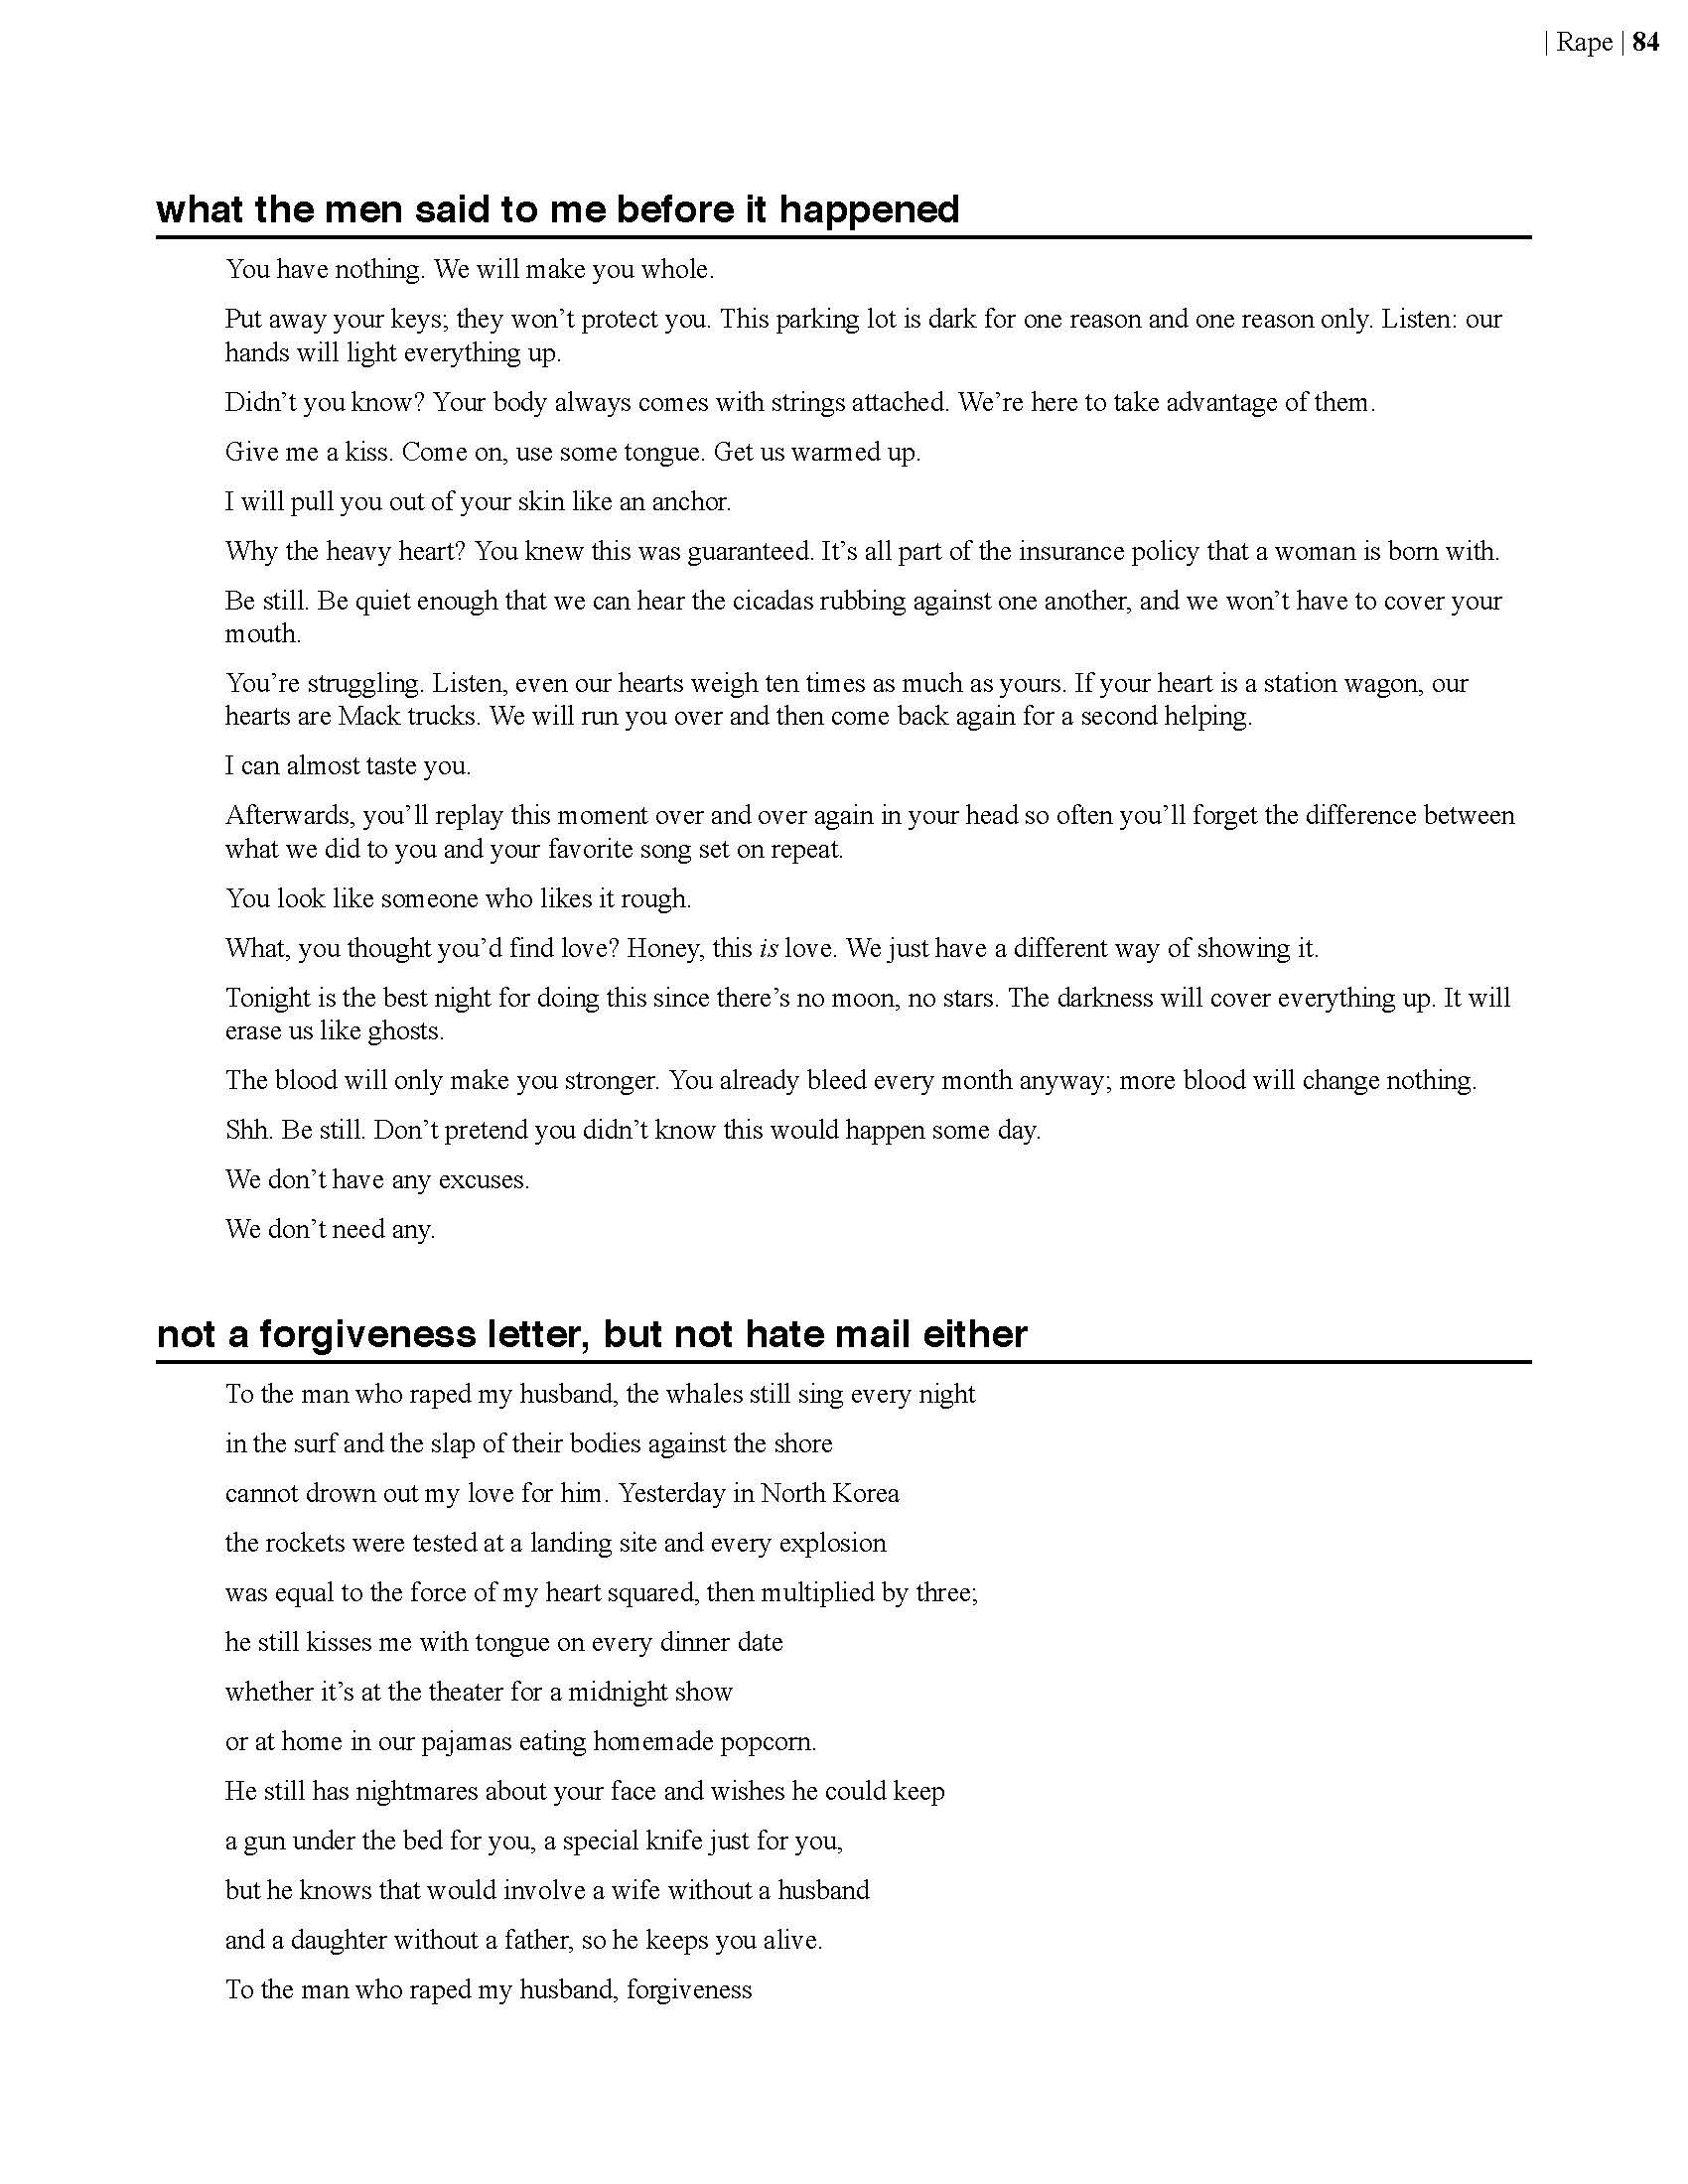 | Rape | 84
what the men said to me before it happened
You have nothing. We will make you whole.
Put away your keys; they won’t protect you. This parking lot is dark for one reason and one reason only. Listen: our
hands will light everything up.
Didn’t you know? Your body always comes with strings attached. We’re here to take advantage of them.
Give me a kiss. Come on, use some tongue. Get us warmed up.
I will pull you out of your skin like an anchor.
Why the heavy heart? You knew this was guaranteed. It’s all part of the insurance policy that a woman is born with.
Be still. Be quiet enough that we can hear the cicadas rubbing against one another, and we won’t have to cover your
mouth.
You’re struggling. Listen, even our hearts weigh ten times as much as yours. If your heart is a station wagon, our
hearts are Mack trucks. We will run you over and then come back again for a second helping.
I can almost taste you.
Afterwards, you’ll replay this moment over and over again in your head so often you’ll forget the difference between
what we did to you and your favorite song set on repeat.
You look like someone who likes it rough.
What, you thought you’d find love? Honey, this is love. We just have a different way of showing it.
Tonight is the best night for doing this since there’s no moon, no stars. The darkness will cover everything up. It will
erase us like ghosts.
The blood will only make you stronger. You already bleed every month anyway; more blood will change nothing.
Shh. Be still. Don’t pretend you didn’t know this would happen some day.
We don’t have any excuses.
We don’t need any.
not a forgiveness letter, but not hate mail either
To the man who raped my husband, the whales still sing every night
in the surf and the slap of their bodies against the shore
cannot drown out my love for him. Yesterday in North Korea
the rockets were tested at a landing site and every explosion
was equal to the force of my heart squared, then multiplied by three;
he still kisses me with tongue on every dinner date
whether it’s at the theater for a midnight show
or at home in our pajamas eating homemade popcorn.
He still has nightmares about your face and wishes he could keep
a gun under the bed for you, a special knife just for you,
but he knows that would involve a wife without a husband
and a daughter without a father, so he keeps you alive.
To the man who raped my husband, forgiveness